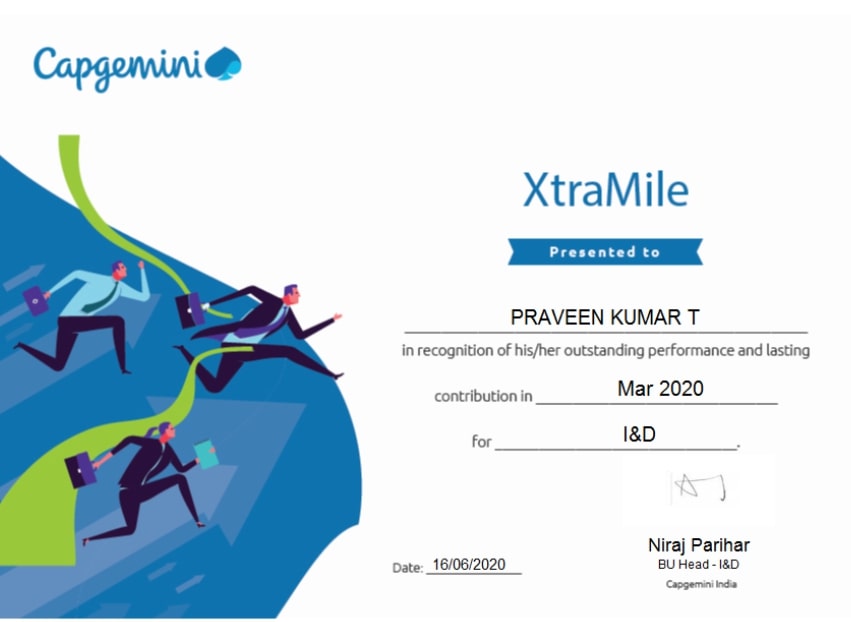 Capgemini
XtraMile
Presented to
PRAVEEN KUMAR T
in recognition of his/her outstanding performance and lasting
contribution in Mar 2020
for I&D.
Niraj Parihar
BU Head - I&D
Capgemini India
Date: 16/06/2020